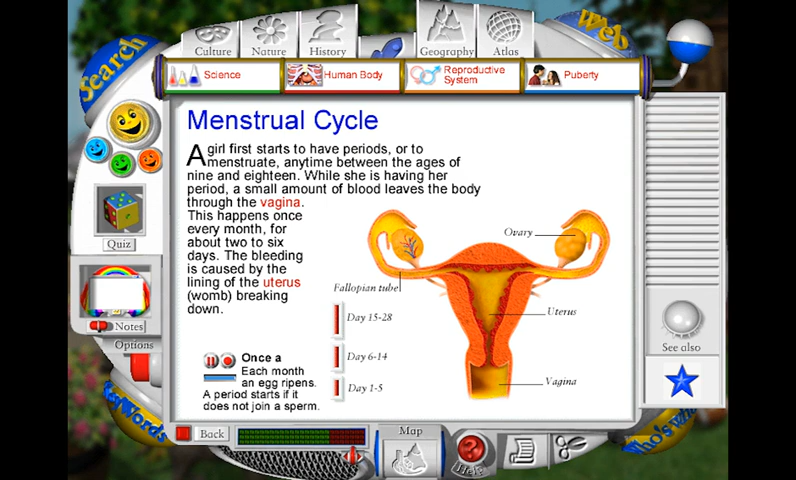 Search
Web
Culture
Nature
History
Geography
Atlas
Science
Human Body
Reproductive
System
Puberty
Menstrual Cycle
A girl first starts to have periods, or to
menstruate, anytime between the ages of
nine and eighteen. While she is having her
period, a small amount of blood leaves the body
through the vagina.
This happens once
every month, for
about two to six
days. The bleeding
is caused by the
lining of the uterus
(womb) breaking
down.
Ovary
Fallopian tube
Uterus
Vagina
Day 15-28
Day 6-14
Day 1-5
Once a
Each month
an egg ripens.
A period starts if it
does not join a sperm.
Quiz
Notes
Options
See also
Words
Who's who
Back
Map
Help